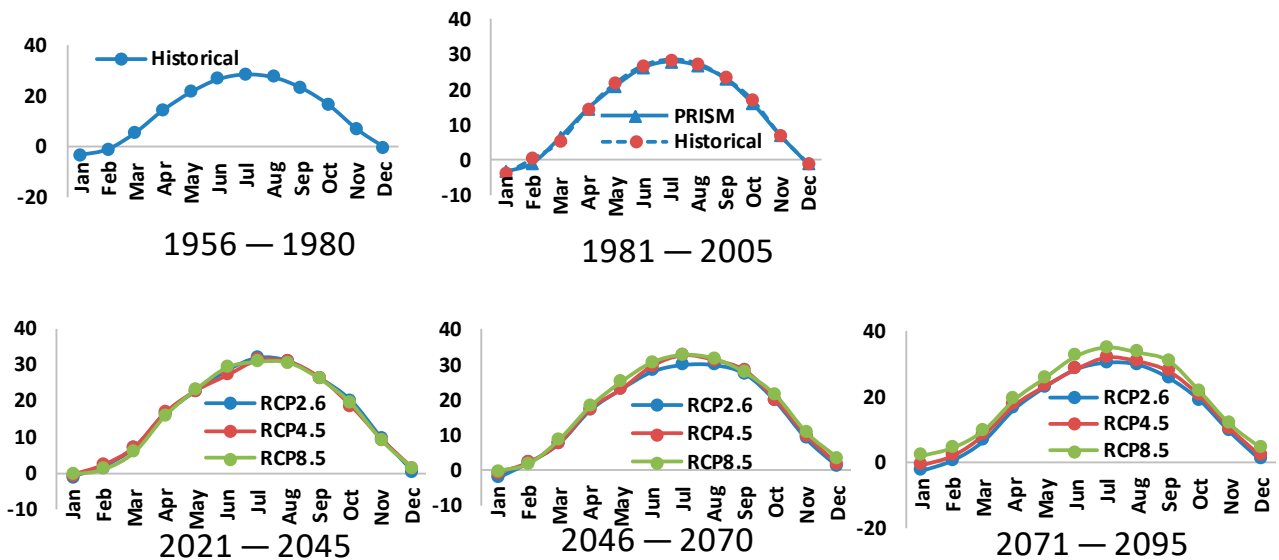 40
20
0
-20
Historical
Jan
Feb
Mar
Apr
May
Jun
Jul
Aug
Sep
Oct
Nov
Dec
1956 — 1980
40
30
20
10
0
-10
PRISM
Historical
Jan
Feb
Mar
Apr
May
Jun
Jul
Aug
Sep
Oct
Nov
Dec
1981 — 2005
40
30
20
10
0
-10
RCP2.6
RCP4.5
RCP8.5
Jan
Feb
Mar
Apr
May
Jun
Jul
Aug
Sep
Oct
Nov
Dec
2021 — 2045
40
30
20
10
0
-10
RCP2.6
RCP4.5
RCP8.5
Jan
Feb
Mar
Apr
May
Jun
Jul
Aug
Sep
Oct
Nov
Dec
2046 — 2070
40
20
0
-20
RCP2.6
RCP4.5
RCP8.5
Jan
Feb
Mar
Apr
May
Jun
Jul
Aug
Sep
Oct
Nov
Dec
2071 — 2095